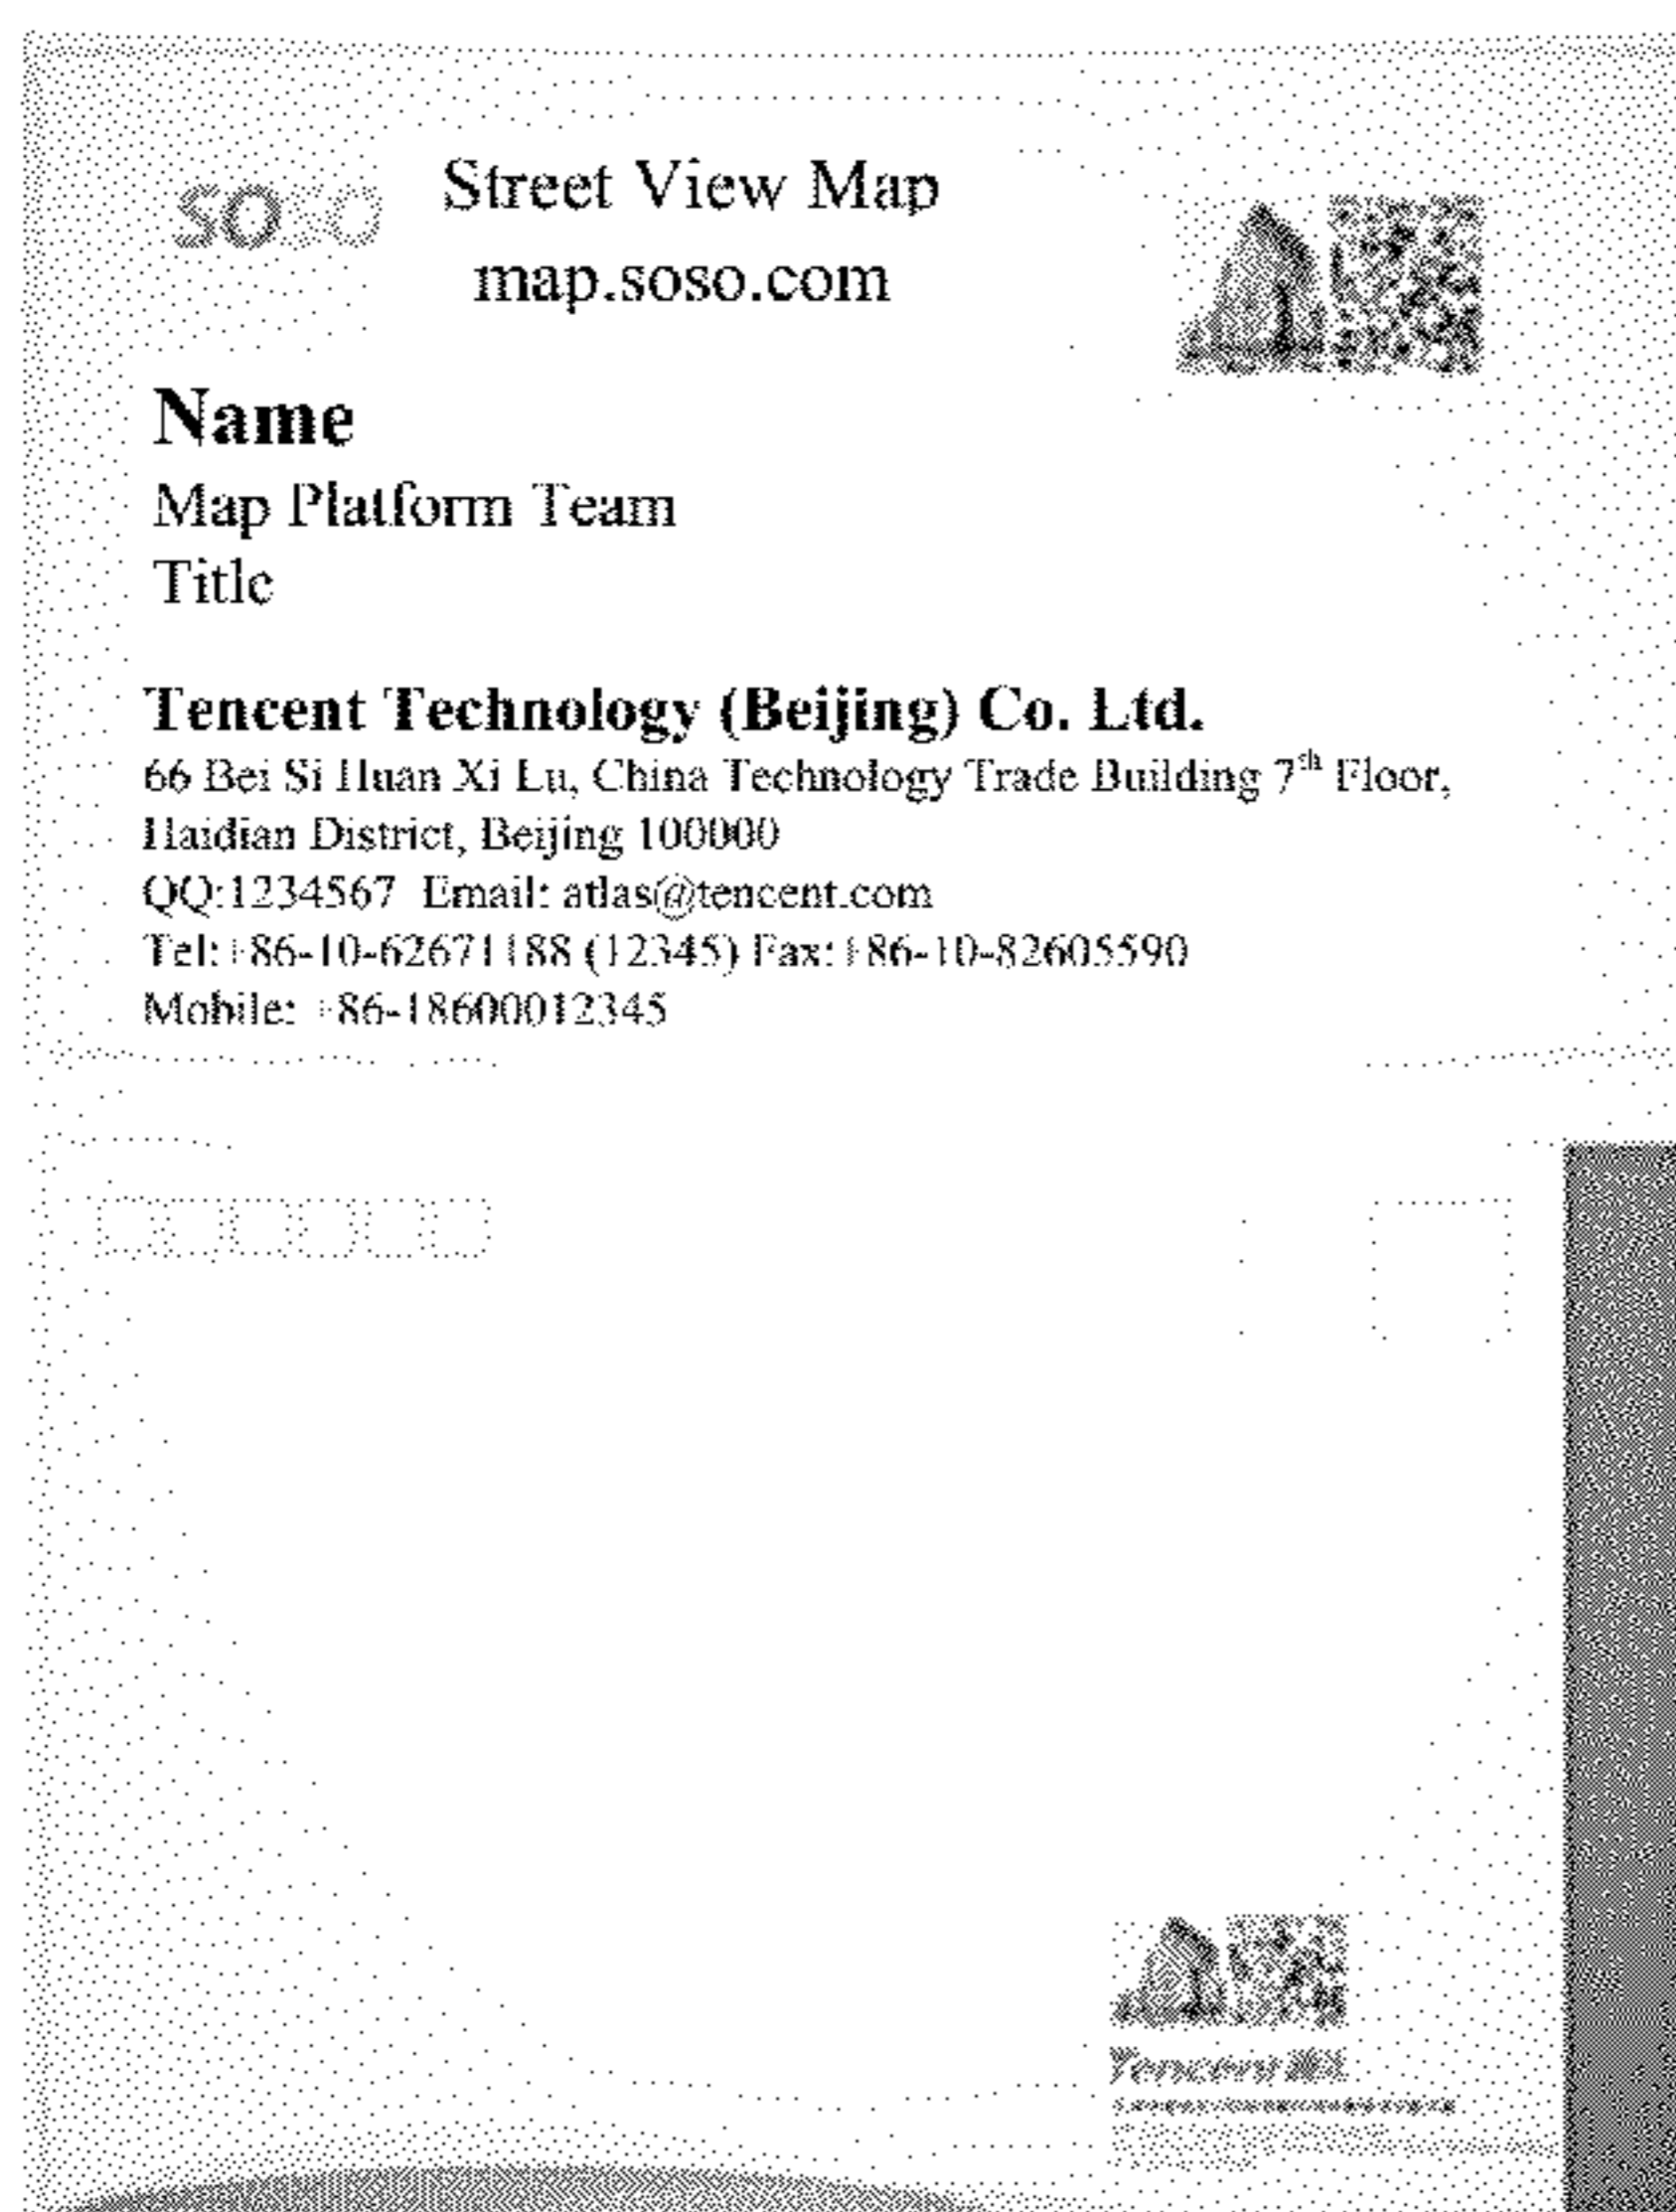 soso
Street View Map
map.soso.com
Name
Map Platform Team
Title
Tencent Technology (Beijing) Co. Ltd.
66 Bei Si Huan Xi Lu, China Technology Trade Building 7th Floor,
Haidian District, Beijing 100000
QQ:1234567 Email: atlas@tencent.com
Tel:+86-10-62671188 (12345) Fax:+86-10-82605590
Mobile: +86-18600012345
Tencent